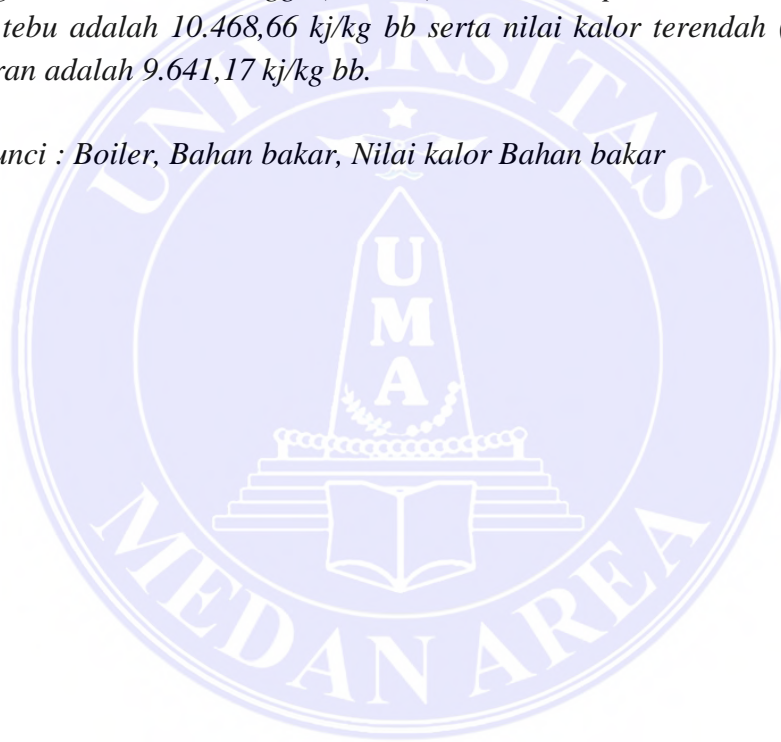 tebu adalah 10.468,66 kj/kg bb serta nilai kalor terendah (
adalah 9.641,17 kj/kg bb.
unci : Boiler, Bahan bakar, Nilai kalor Bahan bakar
UNIVERSITAS
U
M
A
MEDAN AREA